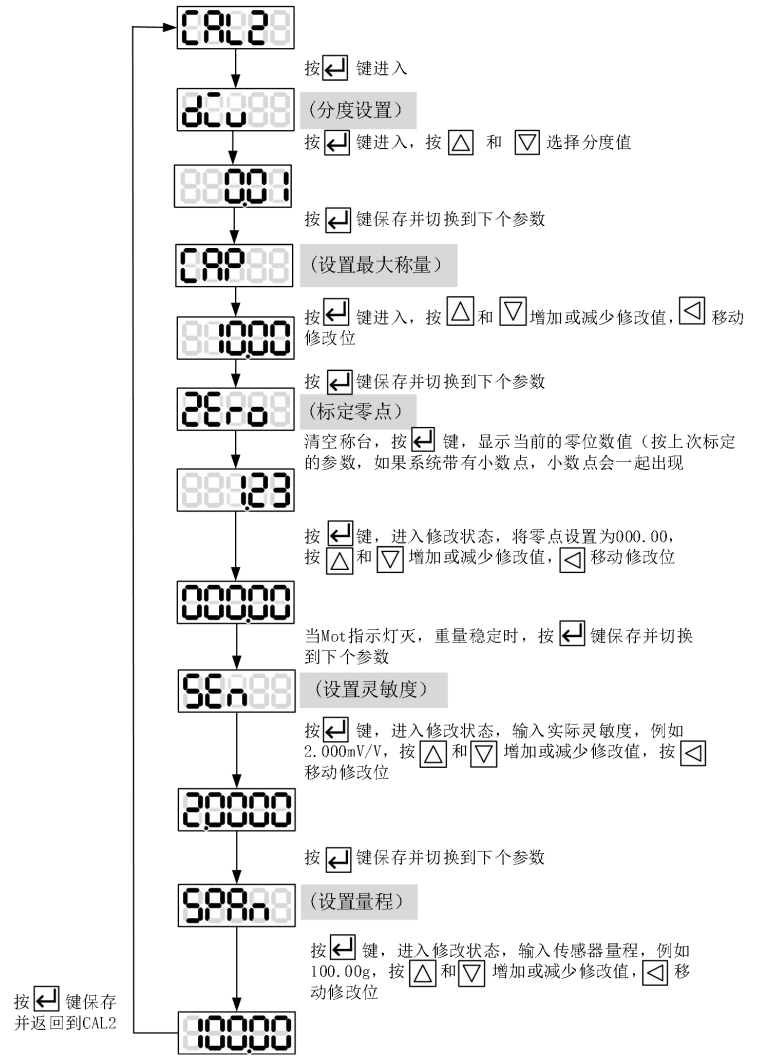 CAL2
按 键进入
div
(分度设置)
按 键进入，按 和 选择分度值
0.01
按 键保存并切换到下个参数
CAP
(设置最大称量)
按 键进入，按 和 增加或减少修改值， 移动
修改位
10.00
按 键保存并切换到下个参数
ZEro
(标定零点)
清空称台，按 键，显示当前的零位数值（按上次标定
的参数，如果系统带有小数点，小数点会一起出现
1.23
按 键，进入修改状态，将零点设置为000.00，
按 和 增加或减少修改值， 移动修改位
000.00
当Mot指示灯灭，重量稳定时，按 键保存并切换
到下个参数
SEn
(设置灵敏度)
按 键，进入修改状态，输入实际灵敏度，例如
2.000mV/V，按 和 增加或减少修改值，按
移动修改位
2.0000
按 键保存并切换到下个参数
SPAn
(设置量程)
按 键，进入修改状态，输入传感器量程，例如
100.00g，按 和 增加或减少修改值， 移
动修改位
按 键保存
并返回到CAL2
100.00